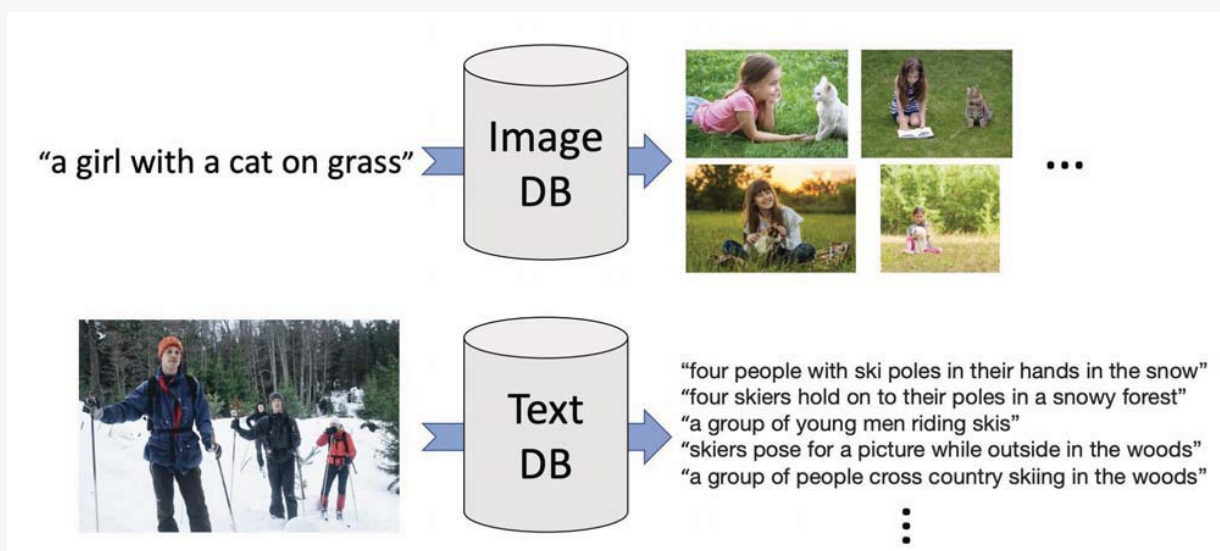 “a girl with a cat on grass”
Image
DB
...
Text
DB
“four people with ski poles in their hands in the snow”
“four skiers hold on to their poles in a snowy forest”
“a group of young men riding skis”
“skiers pose for a picture while outside in the woods”
“a group of people cross country skiing in the woods”
⋮